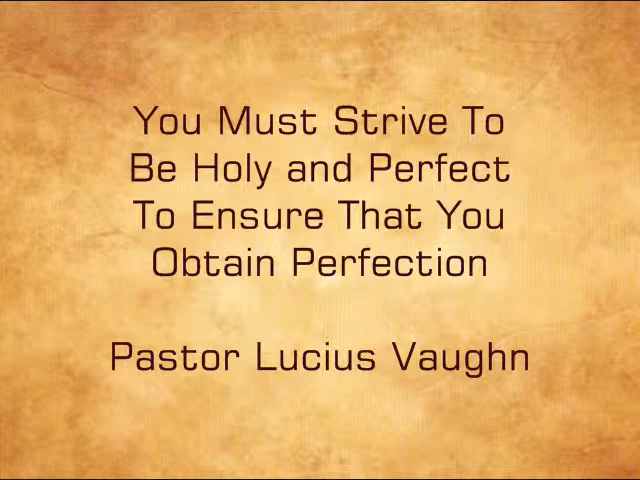 You Must Strive To
Be Holy and Perfect
To Ensure That You
Obtain Perfection
Pastor Lucius Vaughn